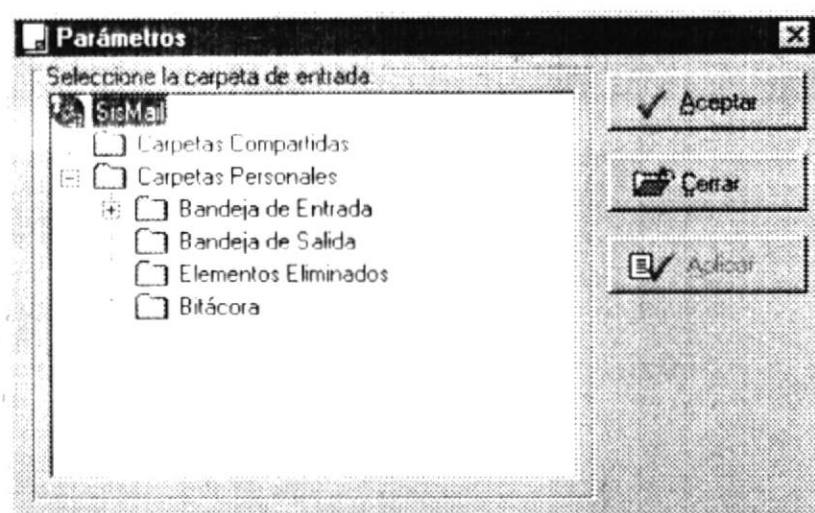 Parámetros
Seleccione la carpeta de entrada
SisMail
Carpetas Compartidas
Carpetas Personales
Bandeja de Entrada
Bandeja de Salida
Elementos Eliminados
Bitácora
Aceptar
Cerrar
Aplicar